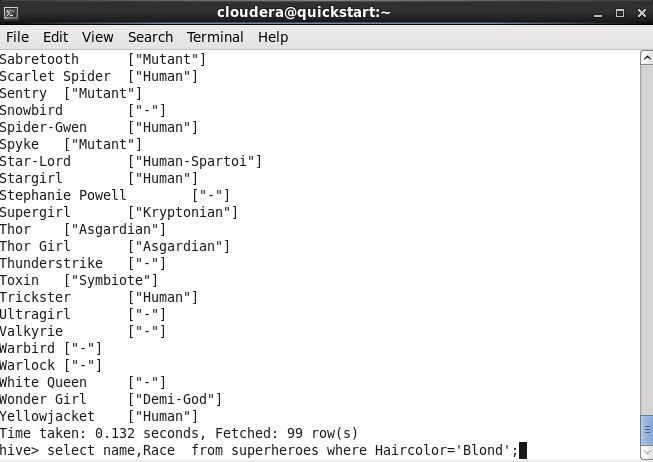 cloudera@quickstart:~
File Edit View Search Terminal Help
Sabretooth ["Mutant"]
Scarlet Spider ["Human"]
Sentry ["Mutant"]
Snowbird ["-"]
Spider-Gwen ["Human"]
Spyke ["Mutant"]
Star-Lord ["Human-Spartoi"]
Stargirl ["Human"]
Stephanie Powell ["-"]
Supergirl ["Kryptonian"]
Thor ["Asgardian"]
Thor Girl ["Asgardian"]
Thunderstrike ["-"]
Toxin ["Symbiote"]
Trickster ["Human"]
Ultragirl ["-"]
Valkyrie ["-"]
Warbird ["-"]
Warlock ["-"]
White Queen ["-"]
Wonder Girl ["Demi-God"]
Yellowjacket ["Human"]
Time taken: 0.132 seconds, Fetched: 99 row(s)
hive> select name,Race  from superheroes where Haircolor='Blond';